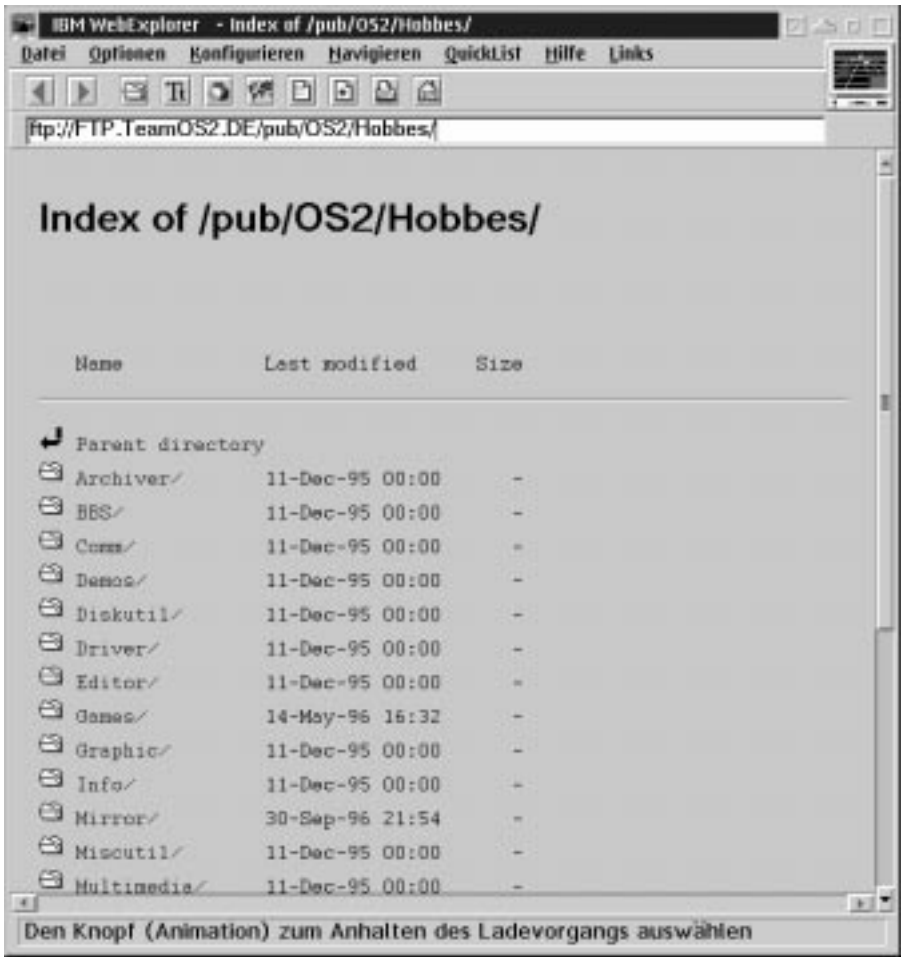 IBM WebExplorer - Index of /pub/OS2/Hobbes/
Datei Optionen Konfigurieren Navigieren QuickList Hilfe Links
ftp://FTP.TeamOS2.DE/pub/OS2/Hobbes/
Index of /pub/OS2/Hobbes/
Name Last modified Size
Parent directory
Archiver/ 11-Dec-95 00:00 -
BBS/ 11-Dec-95 00:00 -
Comm/ 11-Dec-95 00:00 -
Demos/ 11-Dec-95 00:00 -
Diskutil/ 11-Dec-95 00:00 -
Driver/ 11-Dec-95 00:00 -
Editor/ 11-Dec-95 00:00 -
Games/ 14-May-96 16:32 -
Graphic/ 11-Dec-95 00:00 -
Info/ 11-Dec-95 00:00 -
Mirror/ 30-Sep-96 21:54 -
Miscutil/ 11-Dec-95 00:00 -
Multimedia/ 11-Dec-95 00:00 -
Den Knopf (Animation) zum Anhalten des Ladevorgangs auswählen